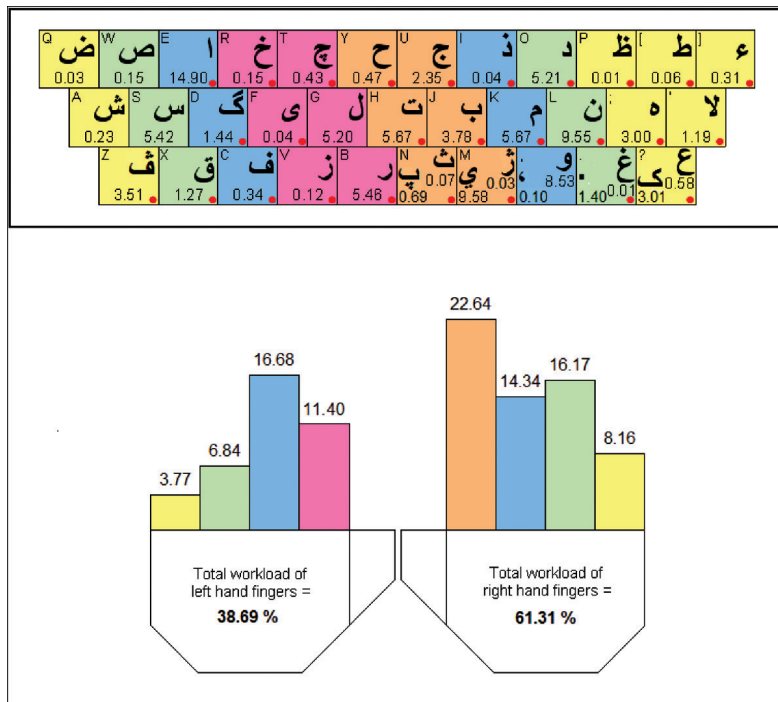 Q ض 0.03 W ص 0.15 E ا 14.90 R خ 0.15 T چ 0.43 Y ح 0.47 U ج 2.35 I ذ 0.04 O د 5.21 P ظ 0.01 [ ط 0.06 ] ء 0.31
A ش 0.23 S س 5.42 D گ 1.44 F ی 0.04 G ل 5.20 H ت 5.67 J ب 3.78 K م 5.67 L ن 9.55 ; ه 3.00 ' لا 1.19
Z ڤ 3.51 X ق 1.27 C ف 0.34 V ز 0.12 B ر 5.46 N ث 0.07 پ 0.69 M ژ 0.03 ي 9.58 , و 8.53 ، 0.10 . غ 0.01 . 1.40 ? ع 0.58 ک 3.01
22.64
16.68
14.34
16.17
11.40
8.16
6.84
3.77
Total workload of
left hand fingers =
38.69 %
Total workload of
right hand fingers =
61.31 %